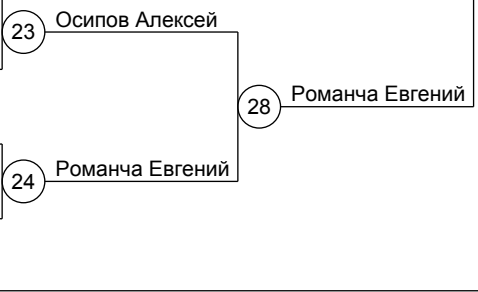 23 Осипов Алексей
28 Романча Евгений
24 Романча Евгений